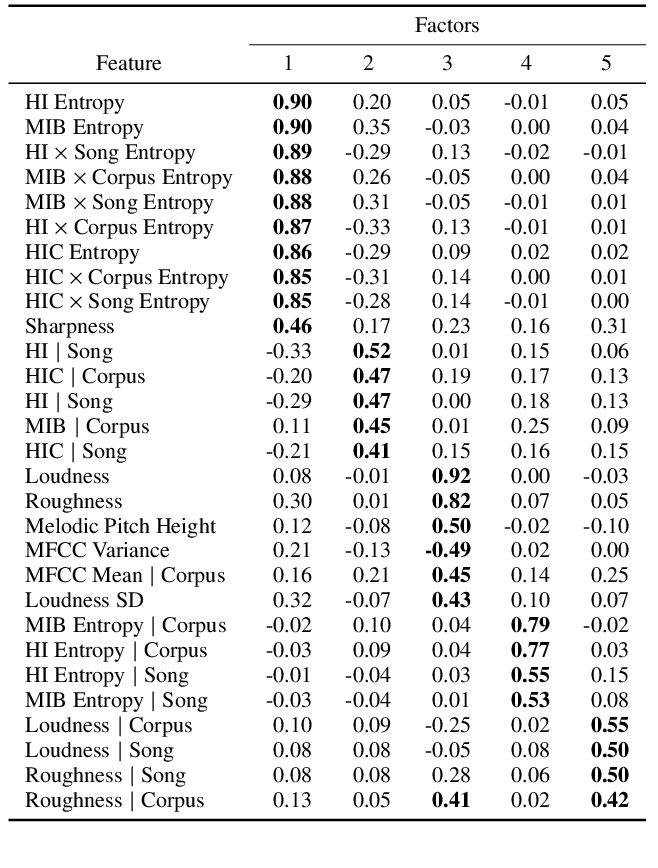 Factors
Feature 1 2 3 4 5
HI Entropy 0.90 0.20 0.05 -0.01 0.05
MIB Entropy 0.90 0.35 -0.03 0.00 0.04
HI × Song Entropy 0.89 -0.29 0.13 -0.02 -0.01
MIB × Corpus Entropy 0.88 0.26 -0.05 0.00 0.04
MIB × Song Entropy 0.88 0.31 -0.05 -0.01 0.01
HI × Corpus Entropy 0.87 -0.33 0.13 -0.01 0.01
HIC Entropy 0.86 -0.29 0.09 0.02 0.02
HIC × Corpus Entropy 0.85 -0.31 0.14 0.00 0.01
HIC × Song Entropy 0.85 -0.28 0.14 -0.01 0.00
Sharpness 0.46 0.17 0.23 0.16 0.31
HI | Song -0.33 0.52 0.01 0.15 0.06
HIC | Corpus -0.20 0.47 0.19 0.17 0.13
HI | Song -0.29 0.47 0.00 0.18 0.13
MIB | Corpus 0.11 0.45 0.01 0.25 0.09
HIC | Song -0.21 0.41 0.15 0.16 0.15
Loudness 0.08 -0.01 0.92 0.00 -0.03
Roughness 0.30 0.01 0.82 0.07 0.05
Melodic Pitch Height 0.12 -0.08 0.50 -0.02 -0.10
MFCC Variance 0.21 -0.13 -0.49 0.02 0.00
MFCC Mean | Corpus 0.16 0.21 0.45 0.14 0.25
Loudness SD 0.32 -0.07 0.43 0.10 0.07
MIB Entropy | Corpus -0.02 0.10 0.04 0.79 -0.02
HI Entropy | Corpus -0.03 0.09 0.04 0.77 0.03
HI Entropy | Song -0.01 -0.04 0.03 0.55 0.15
MIB Entropy | Song -0.03 -0.04 0.01 0.53 0.08
Loudness | Corpus 0.10 0.09 -0.25 0.02 0.55
Loudness | Song 0.08 0.08 -0.05 0.08 0.50
Roughness | Song 0.08 0.08 0.28 0.06 0.50
Roughness | Corpus 0.13 0.05 0.41 0.02 0.42